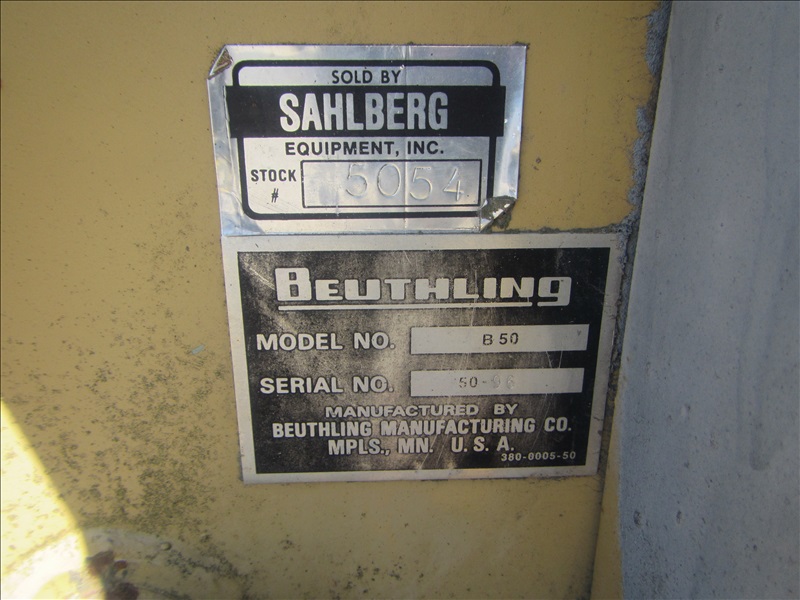 SOLD BY
SAHLBERG
EQUIPMENT, INC.
STOCK # 5054
BEUTHLING
MODEL NO. B50
SERIAL NO.
MANUFACTURED BY
BEUTHLING MANUFACTURING CO.
MPLS., MN. U.S.A.
380-0005-50